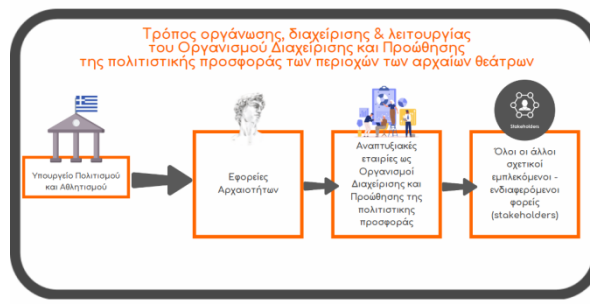 Τρόπος οργάνωσης, διαχείρισης & λειτουργίας
του Οργανισμού Διαχείρισης και Προώθησης
της πολιτιστικής προσφοράς των περιοχών των αρχαίων θεάτρων
Υπουργείο Πολιτισμού
και Αθλητισμού
Εφορείες
Αρχαιοτήτων
Αναπτυξιακές
εταιρίες ως
Οργανισμοί
Διαχείρισης και
Προώθησης της
πολιτιστικης
προσφοράς
Stakeholders
Όλοι οι άλλοι
σχετικοί
εμπλεκόμενοι -
ενδιαφερόμενοι
φορείς
(stakeholders)